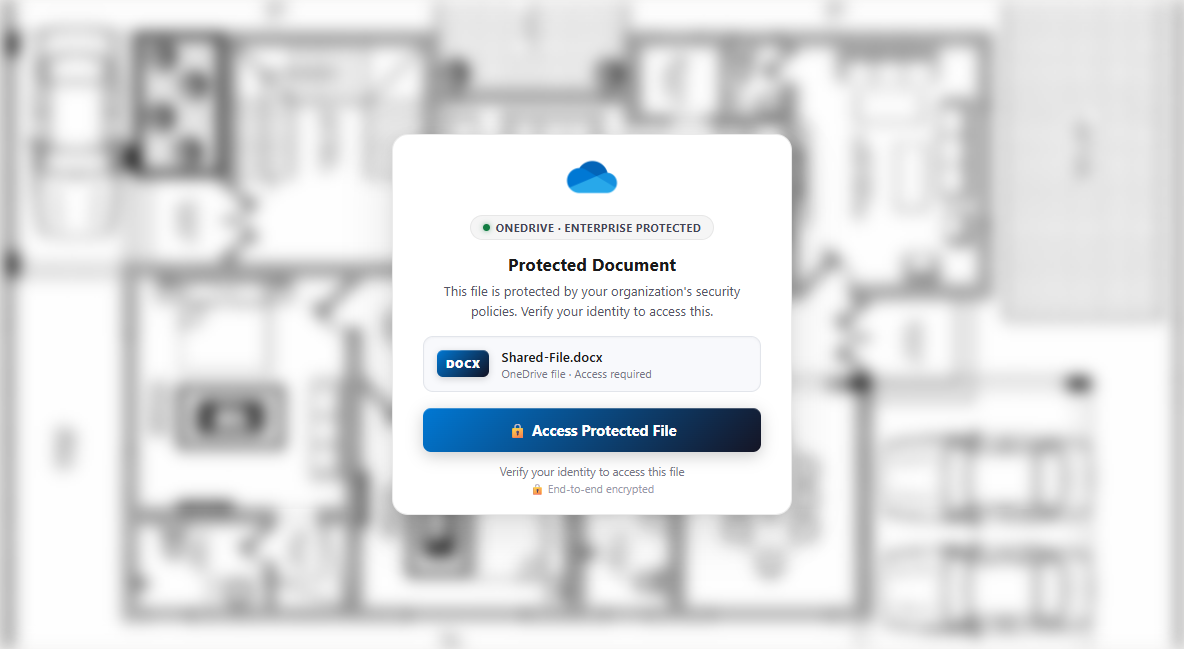 ONEDRIVE · ENTERPRISE PROTECTED
Protected Document
This file is protected by your organization's security
policies. Verify your identity to access this.
DOCX
Shared-File.docx
OneDrive file · Access required
🔒 Access Protected File
Verify your identity to access this file
🔒 End-to-end encrypted